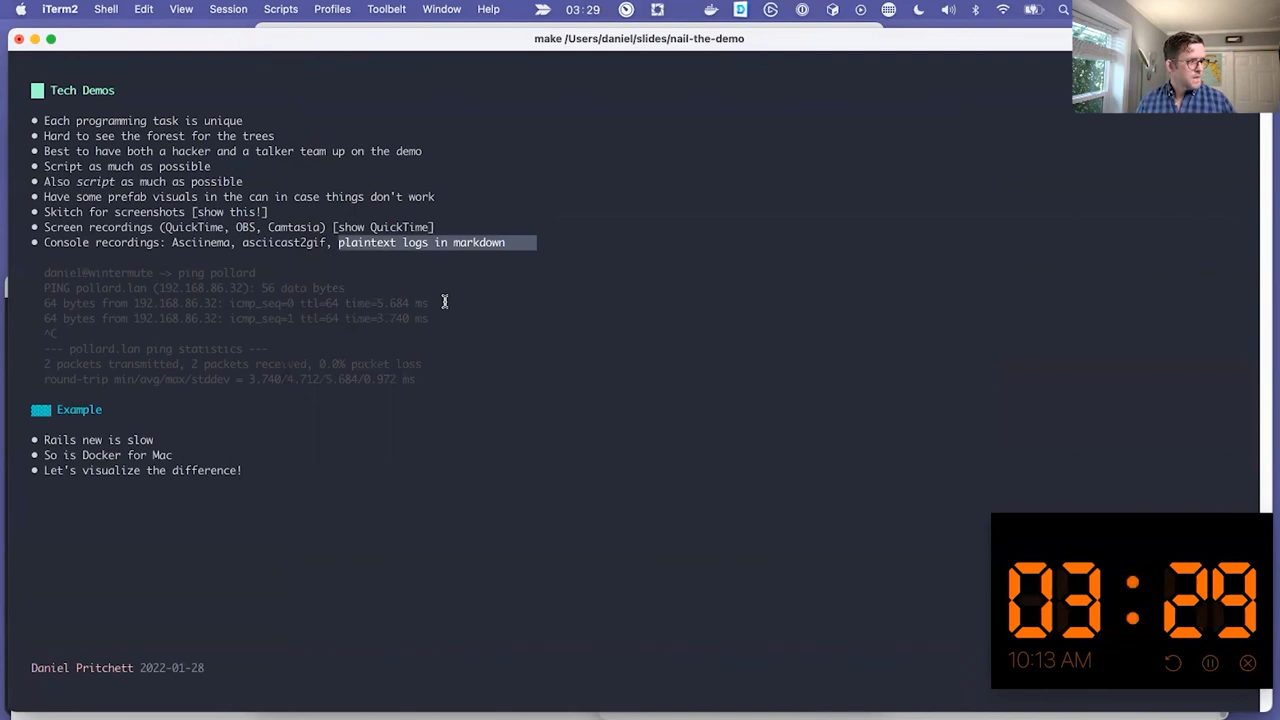 iTerm2 Shell Edit View Session Scripts Profiles Toolbelt Window Help 03:29
make /Users/daniel/slides/nail-the-demo
Tech Demos
● Each programming task is unique
● Hard to see the forest for the trees
● Best to have both a hacker and a talker team up on the demo
● Script as much as possible
● Also script as much as possible
● Have some prefab visuals in the can in case things don't work
● Skitch for screenshots [show this!]
● Screen recordings (QuickTime, OBS, Camtasia) [show QuickTime]
● Console recordings: Asciinema, asciicast2gif, plaintext logs in markdown
daniel@wintermute ~> ping pollard
PING pollard.lan (192.168.86.32): 56 data bytes
64 bytes from 192.168.86.32: icmp_seq=0 ttl=64 time=5.684 ms
64 bytes from 192.168.86.32: icmp_seq=1 ttl=64 time=3.740 ms
^C
--- pollard.lan ping statistics ---
2 packets transmitted, 2 packets received, 0.0% packet loss
round-trip min/avg/max/stddev = 3.740/4.712/5.684/0.972 ms
Example
● Rails new is slow
● So is Docker for Mac
● Let's visualize the difference!
03:29
10:13 AM
Daniel Pritchett 2022-01-28